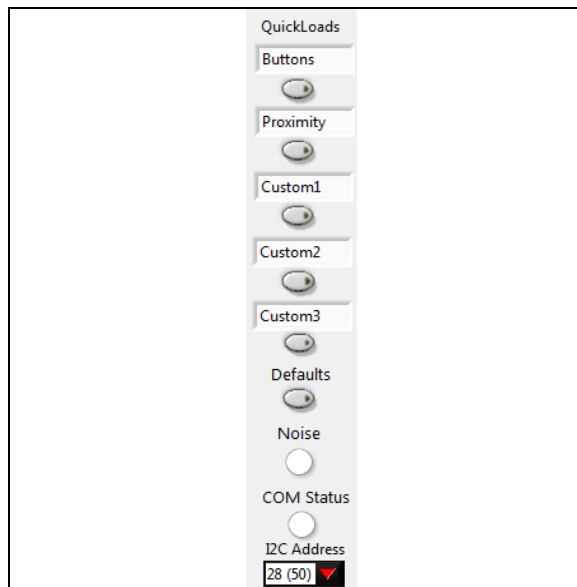 QuickLoads
Buttons
Proximity
Custom1
Custom2
Custom3
Defaults
Noise
COM Status
I2C Address
28 (50)